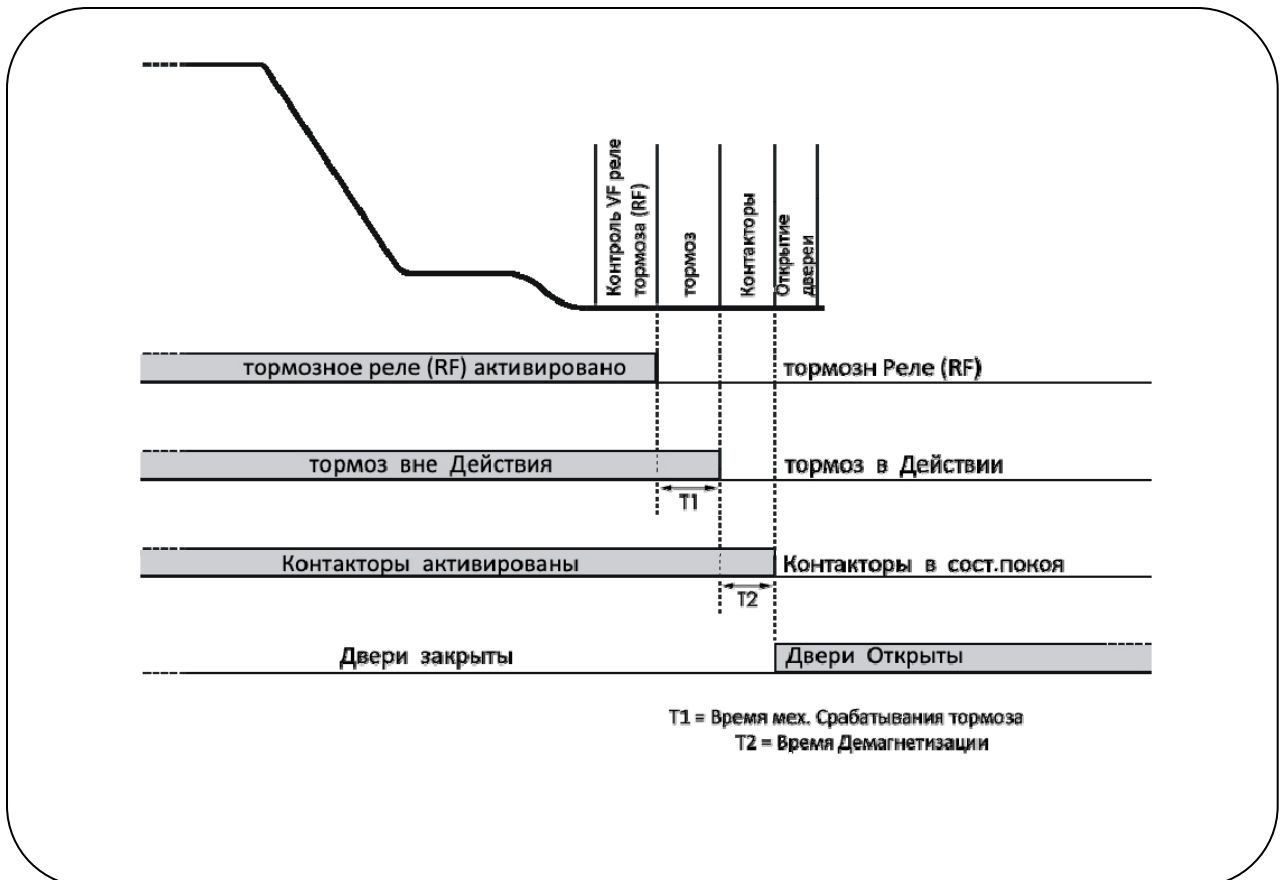 Контроль VF реле
тормоза (RF)
тормоз
Контакторы
Открытие
дверей
тормозное реле (RF) активировано
тормозн Реле (RF)
тормоз вне Действия
тормоз в Действии
T1
Контакторы активированы
Контакторы в сост.покоя
T2
Двери закрыты
Двери Открыты
T1 = Время мех. Срабатывания тормоза
T2 = Время Демагнетизации